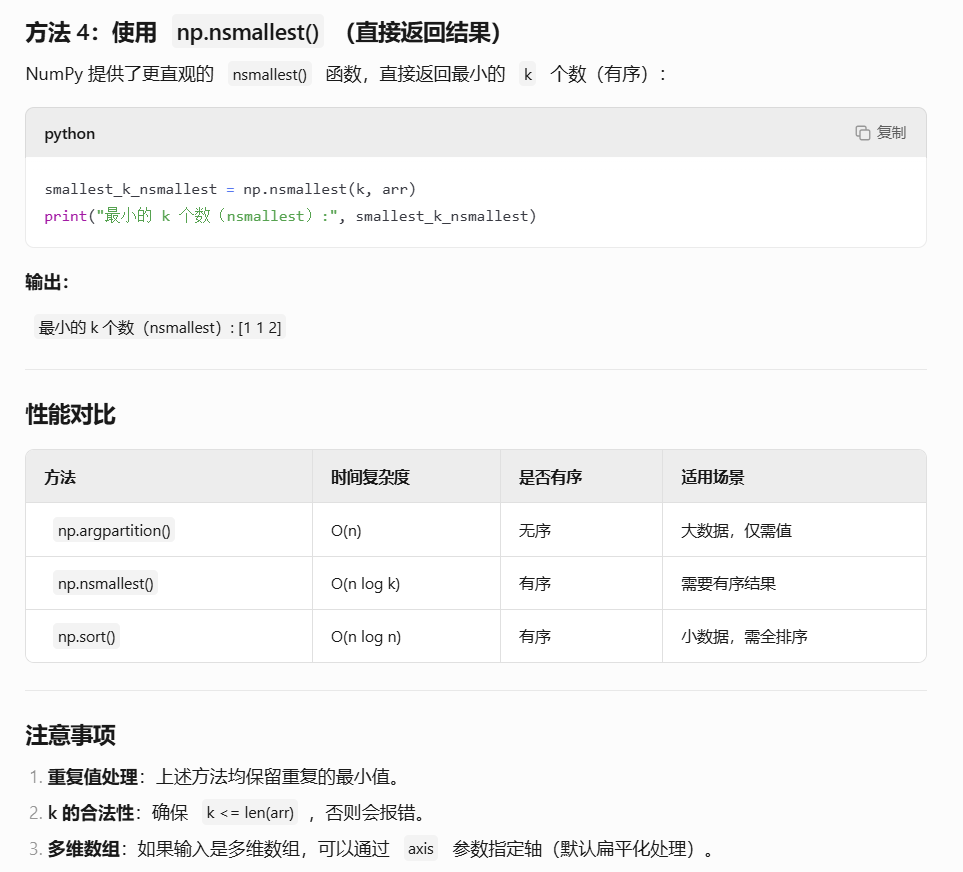 方法 4：使用 np.nsmallest() （直接返回结果）
NumPy 提供了更直观的 nsmallest() 函数，直接返回最小的 k 个数（有序）：
python 复制
smallest_k_nsmallest = np.nsmallest(k, arr)
print("最小的 k 个数（nsmallest）:", smallest_k_nsmallest)
输出：
最小的 k 个数（nsmallest）: [1 1 2]
性能对比
方法 时间复杂度 是否有序 适用场景
np.argpartition() O(n) 无序 大数据，仅需值
np.nsmallest() O(n log k) 有序 需要有序结果
np.sort() O(n log n) 有序 小数据，需全排序
注意事项
1. 重复值处理：上述方法均保留重复的最小值。
2. k 的合法性：确保 k <= len(arr) ，否则会报错。
3. 多维数组：如果输入是多维数组，可以通过 axis 参数指定轴（默认扁平化处理）。